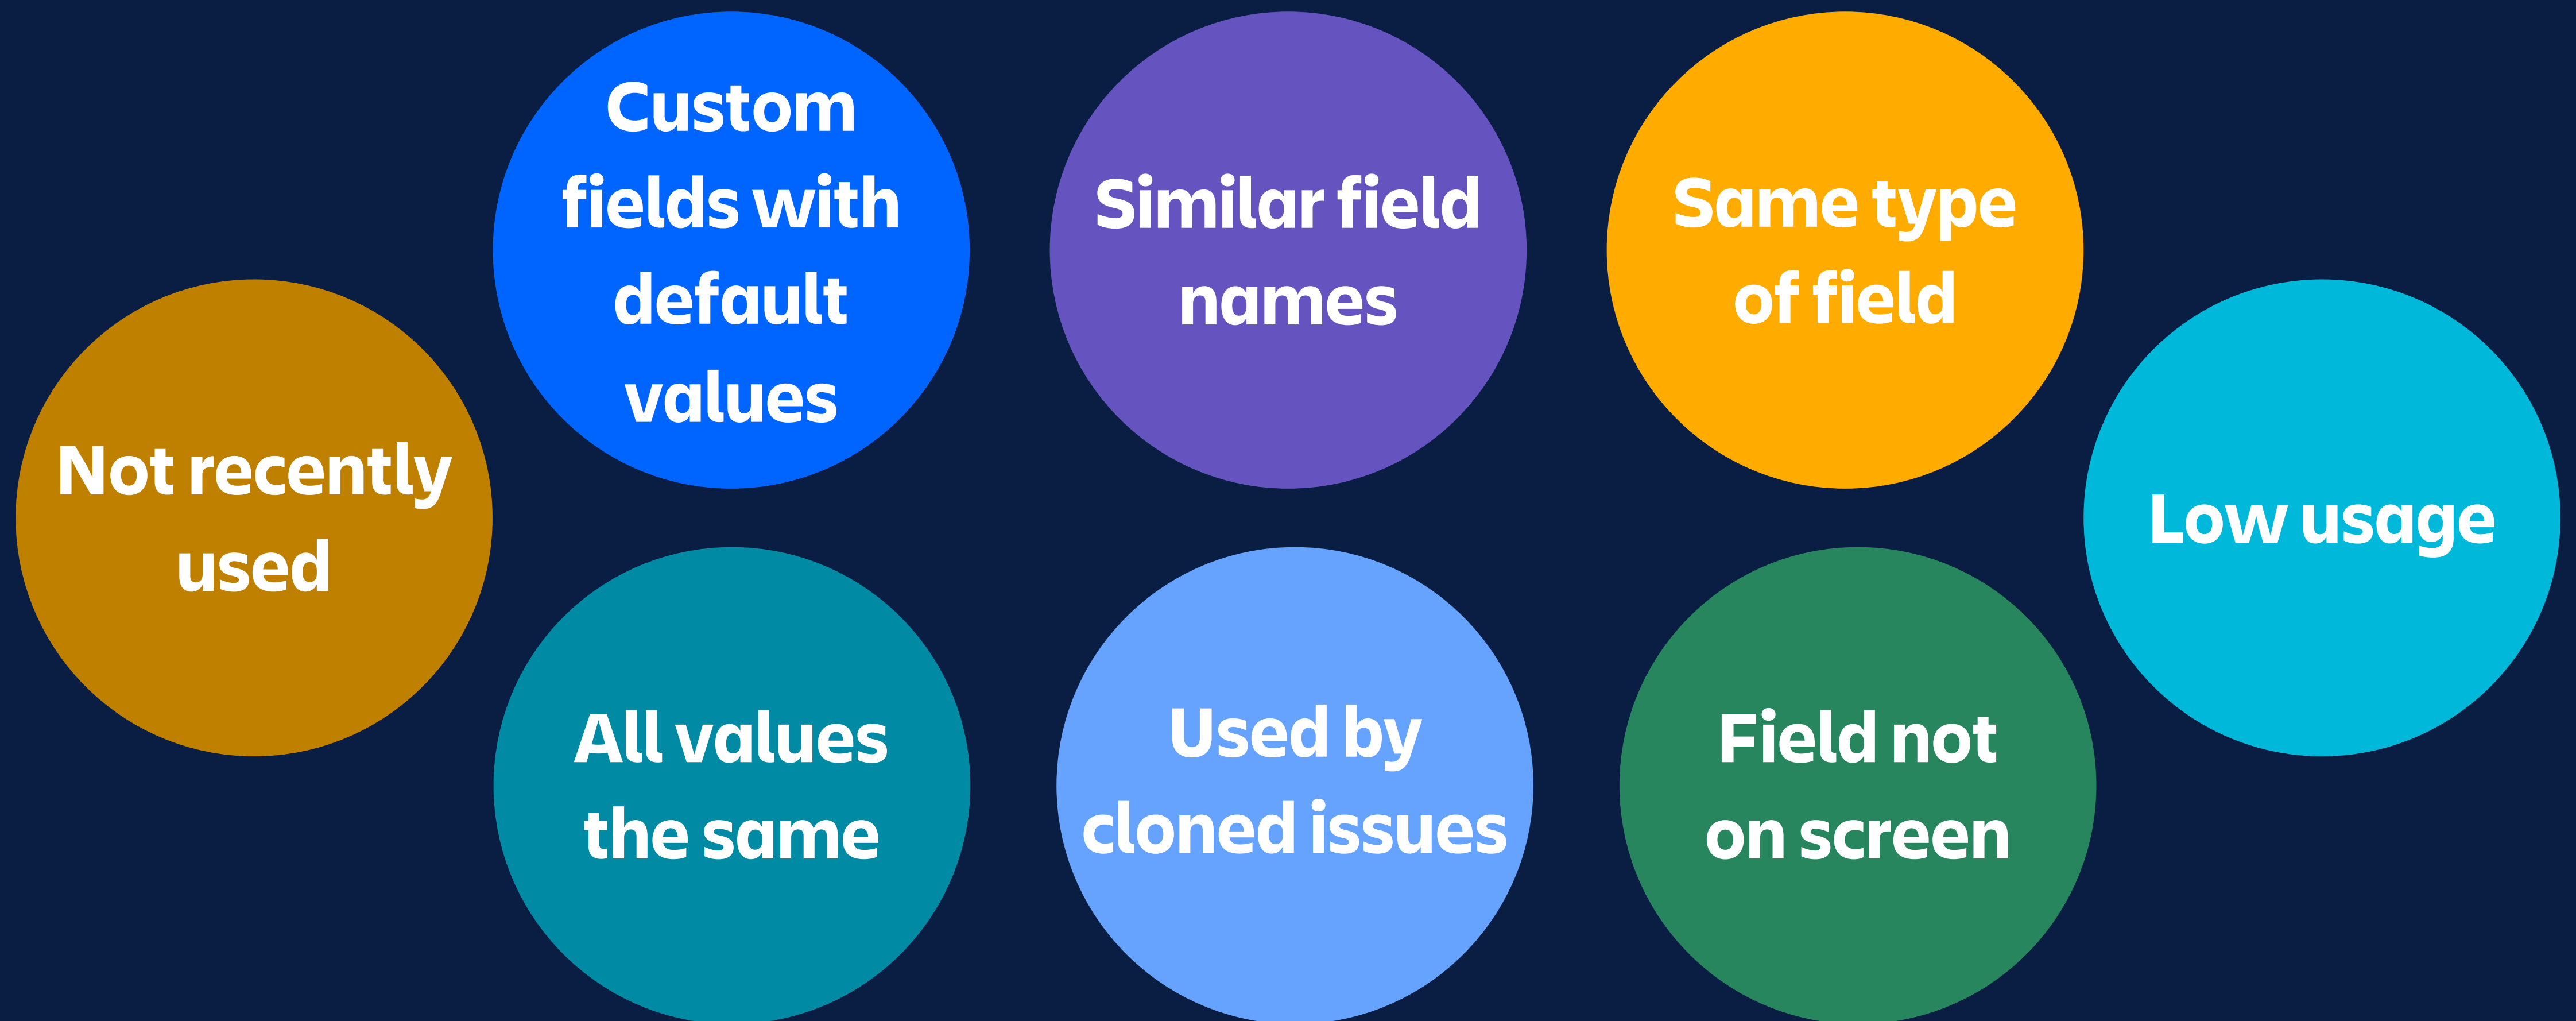 Custom
fields with
default
values
Similar field
names
Same type
of field
Not recently
used
Low usage
All values
the same
Used by
cloned issues
Field not
on screen